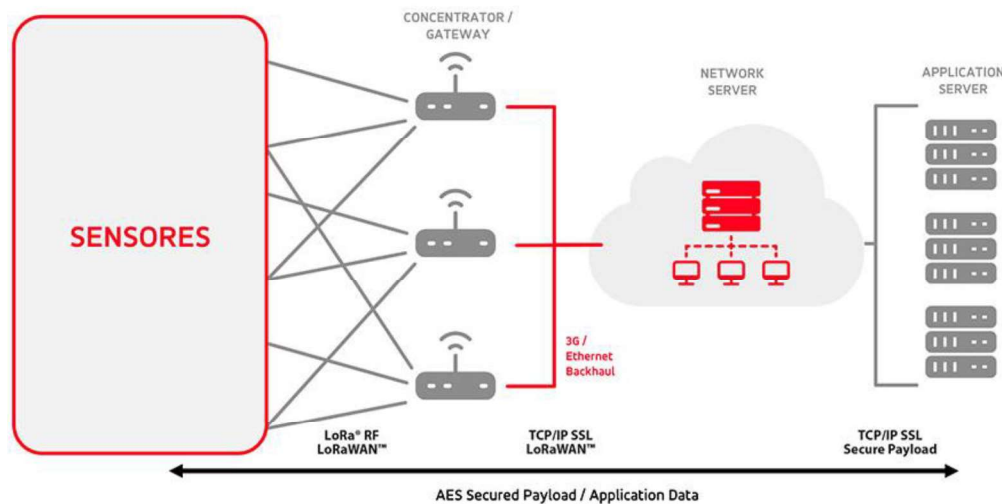 CONCENTRATOR /
GATEWAY
NETWORK
SERVER
APPLICATION
SERVER
SENSORES
3G /
Ethernet
Backhaul
LoRa® RF
LoRaWAN™
TCP/IP SSL
LoRaWAN™
TCP/IP SSL
Secure Payload
AES Secured Payload / Application Data